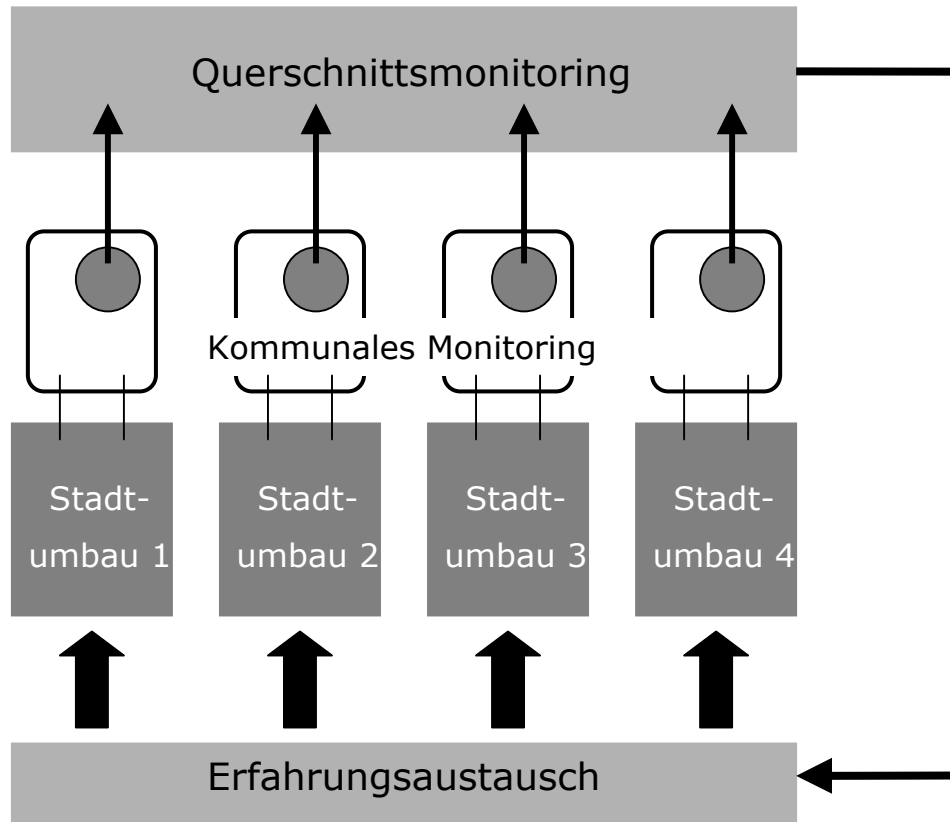 Querschnittsmonitoring
Kommunales Monitoring
Stadt-
umbau 1
Stadt-
umbau 2
Stadt-
umbau 3
Stadt-
umbau 4
Erfahrungsaustausch